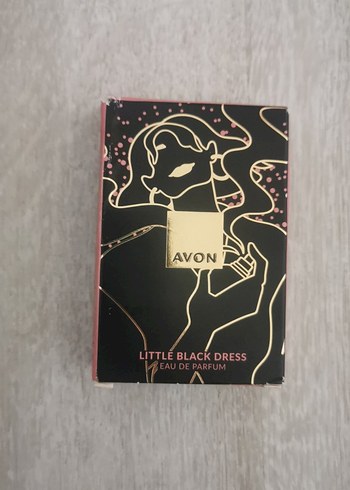 AVON
LITTLE BLACK DRESS
EAU DE PARFUM